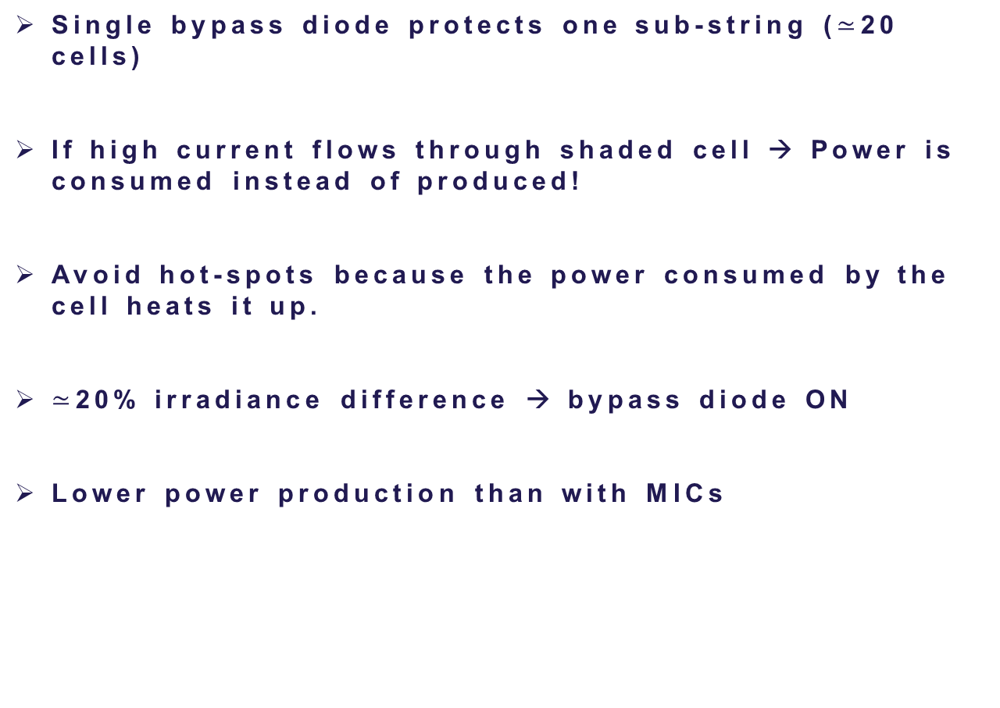 ➢ Single bypass diode protects one sub-string (≃20
cells)
➢ If high current flows through shaded cell → Power is
consumed instead of produced!
➢ Avoid hot-spots because the power consumed by the
cell heats it up.
➢ ≃20% irradiance difference → bypass diode ON
➢ Lower power production than with MICs